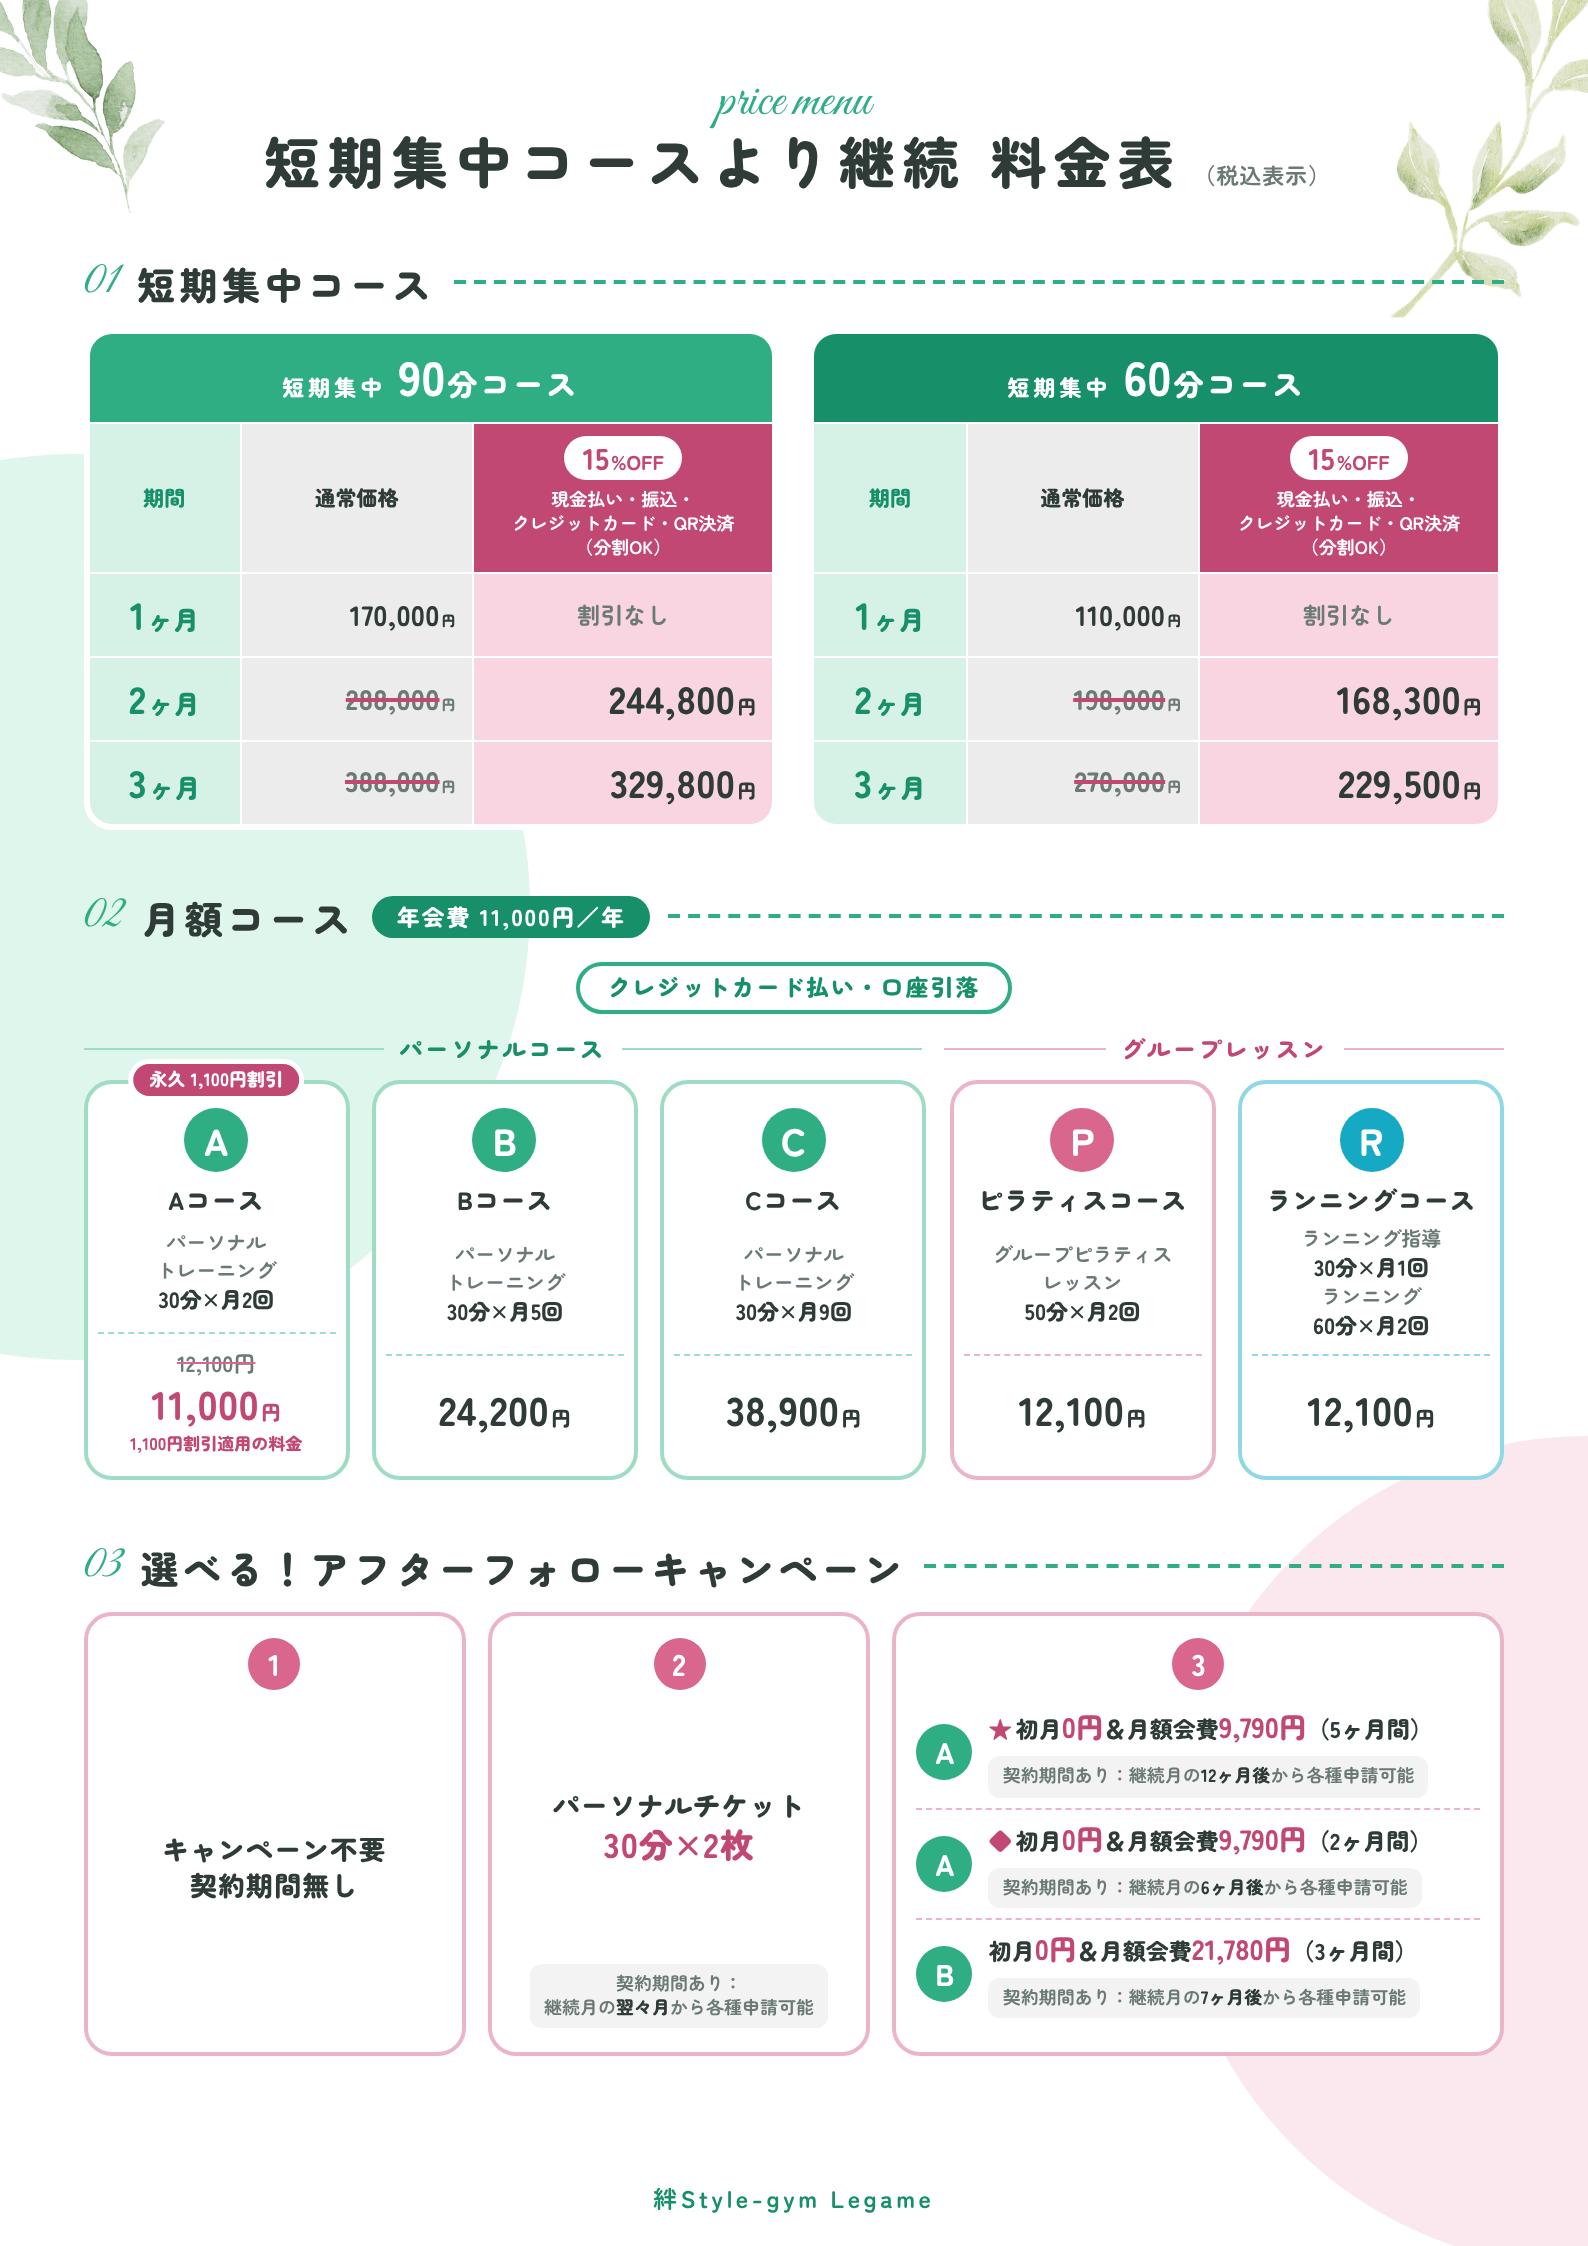 price menu
短期集中コースより継続 料金表 （税込表示）
01 短期集中コース
短期集中 90分コース
期間
通常価格
15%OFF
現金払い・振込・
クレジットカード・QR決済
（分割OK）
1ヶ月 170,000円 割引なし
2ヶ月 288,000円 244,800円
3ヶ月 388,000円 329,800円
短期集中 60分コース
期間
通常価格
15%OFF
現金払い・振込・
クレジットカード・QR決済
（分割OK）
1ヶ月 110,000円 割引なし
2ヶ月 198,000円 168,300円
3ヶ月 270,000円 229,500円
02 月額コース 年会費 11,000円／年
クレジットカード払い・口座引落
パーソナルコース
永久 1,100円割引
A
Aコース
パーソナル
トレーニング
30分×月2回
12,100円
11,000円
1,100円割引適用の料金
B
Bコース
パーソナル
トレーニング
30分×月5回
24,200円
C
Cコース
パーソナル
トレーニング
30分×月9回
38,900円
グループレッスン
P
ピラティスコース
グループピラティス
レッスン
50分×月2回
12,100円
R
ランニングコース
ランニング指導
30分×月1回
ランニング
60分×月2回
12,100円
03 選べる！アフターフォローキャンペーン
1
キャンペーン不要
契約期間無し
2
パーソナルチケット
30分×2枚
契約期間あり：
継続月の翌々月から各種申請可能
3
A
★初月0円＆月額会費9,790円（5ヶ月間）
契約期間あり：継続月の12ヶ月後から各種申請可能
A
◆初月0円＆月額会費9,790円（2ヶ月間）
契約期間あり：継続月の6ヶ月後から各種申請可能
B
初月0円＆月額会費21,780円（3ヶ月間）
契約期間あり：継続月の7ヶ月後から各種申請可能
絆Style-gym Legame